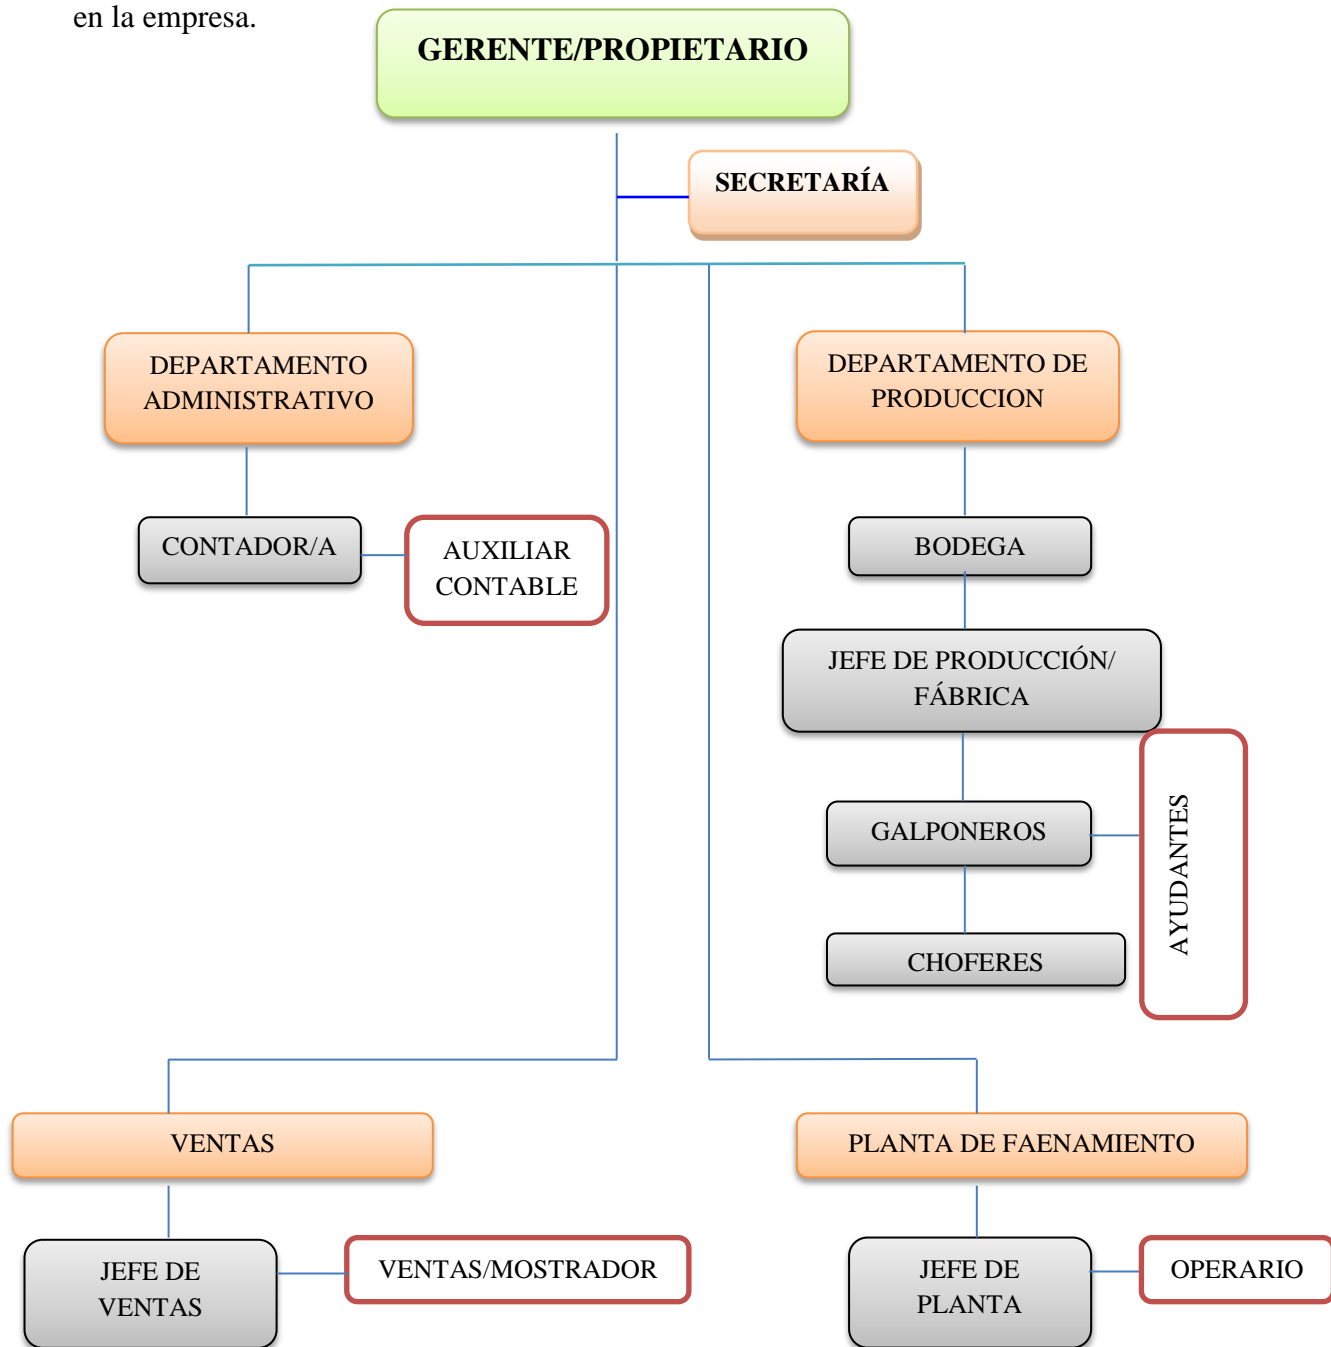 en la empresa.
GERENTE/PROPIETARIO
SECRETARÍA
DEPARTAMENTO
ADMINISTRATIVO
DEPARTAMENTO DE
PRODUCCION
CONTADOR/A
AUXILIAR
CONTABLE
BODEGA
JEFE DE PRODUCCIÓN/
FÁBRICA
GALPONEROS
AYUDANTES
CHOFERES
VENTAS
PLANTA DE FAENAMIENTO
JEFE DE
VENTAS
VENTAS/MOSTRADOR
JEFE DE
PLANTA
OPERARIO